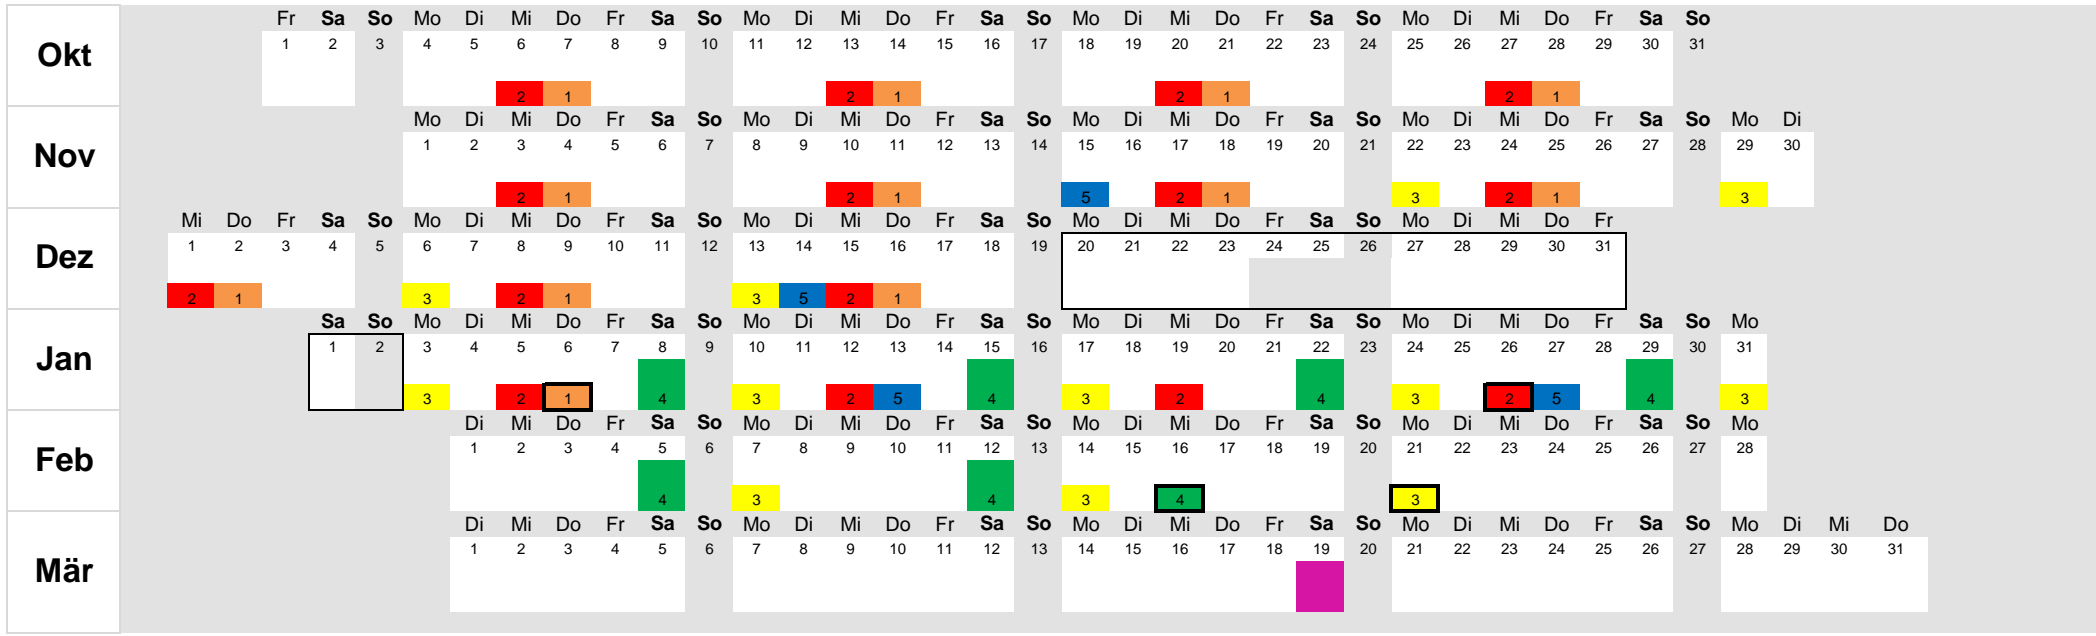 Fr Sa So Mo Di Mi Do Fr Sa So Mo Di Mi Do Fr Sa So Mo Di Mi Do Fr Sa So Mo Di Mi Do Fr Sa So
Okt 1 2 3 4 5 6 7 8 9 10 11 12 13 14 15 16 17 18 19 20 21 22 23 24 25 26 27 28 29 30 31
2 1 2 1 2 1 2 1
Mo Di Mi Do Fr Sa So Mo Di Mi Do Fr Sa So Mo Di Mi Do Fr Sa So Mo Di Mi Do Fr Sa So Mo Di
Nov 1 2 3 4 5 6 7 8 9 10 11 12 13 14 15 16 17 18 19 20 21 22 23 24 25 26 27 28 29 30
2 1 2 1 5 2 1 3 2 1 3
Mi Do Fr Sa So Mo Di Mi Do Fr Sa So Mo Di Mi Do Fr Sa So Mo Di Mi Do Fr Sa So Mo Di Mi Do Fr
Dez 1 2 3 4 5 6 7 8 9 10 11 12 13 14 15 16 17 18 19 20 21 22 23 24 25 26 27 28 29 30 31
2 1 3 2 1 3 5 2 1
Sa So Mo Di Mi Do Fr Sa So Mo Di Mi Do Fr Sa So Mo Di Mi Do Fr Sa So Mo Di Mi Do Fr Sa So Mo
Jan 1 2 3 4 5 6 7 8 9 10 11 12 13 14 15 16 17 18 19 20 21 22 23 24 25 26 27 28 29 30 31
3 2 1 4 3 2 5 4 3 2 4 3 2 5 4 3
Di Mi Do Fr Sa So Mo Di Mi Do Fr Sa So Mo Di Mi Do Fr Sa So Mo Di Mi Do Fr Sa So Mo
Feb 1 2 3 4 5 6 7 8 9 10 11 12 13 14 15 16 17 18 19 20 21 22 23 24 25 26 27 28
4 3 4 3 4 3
Di Mi Do Fr Sa So Mo Di Mi Do Fr Sa So Mo Di Mi Do Fr Sa So Mo Di Mi Do Fr Sa So Mo Di Mi Do
Mär 1 2 3 4 5 6 7 8 9 10 11 12 13 14 15 16 17 18 19 20 21 22 23 24 25 26 27 28 29 30 31